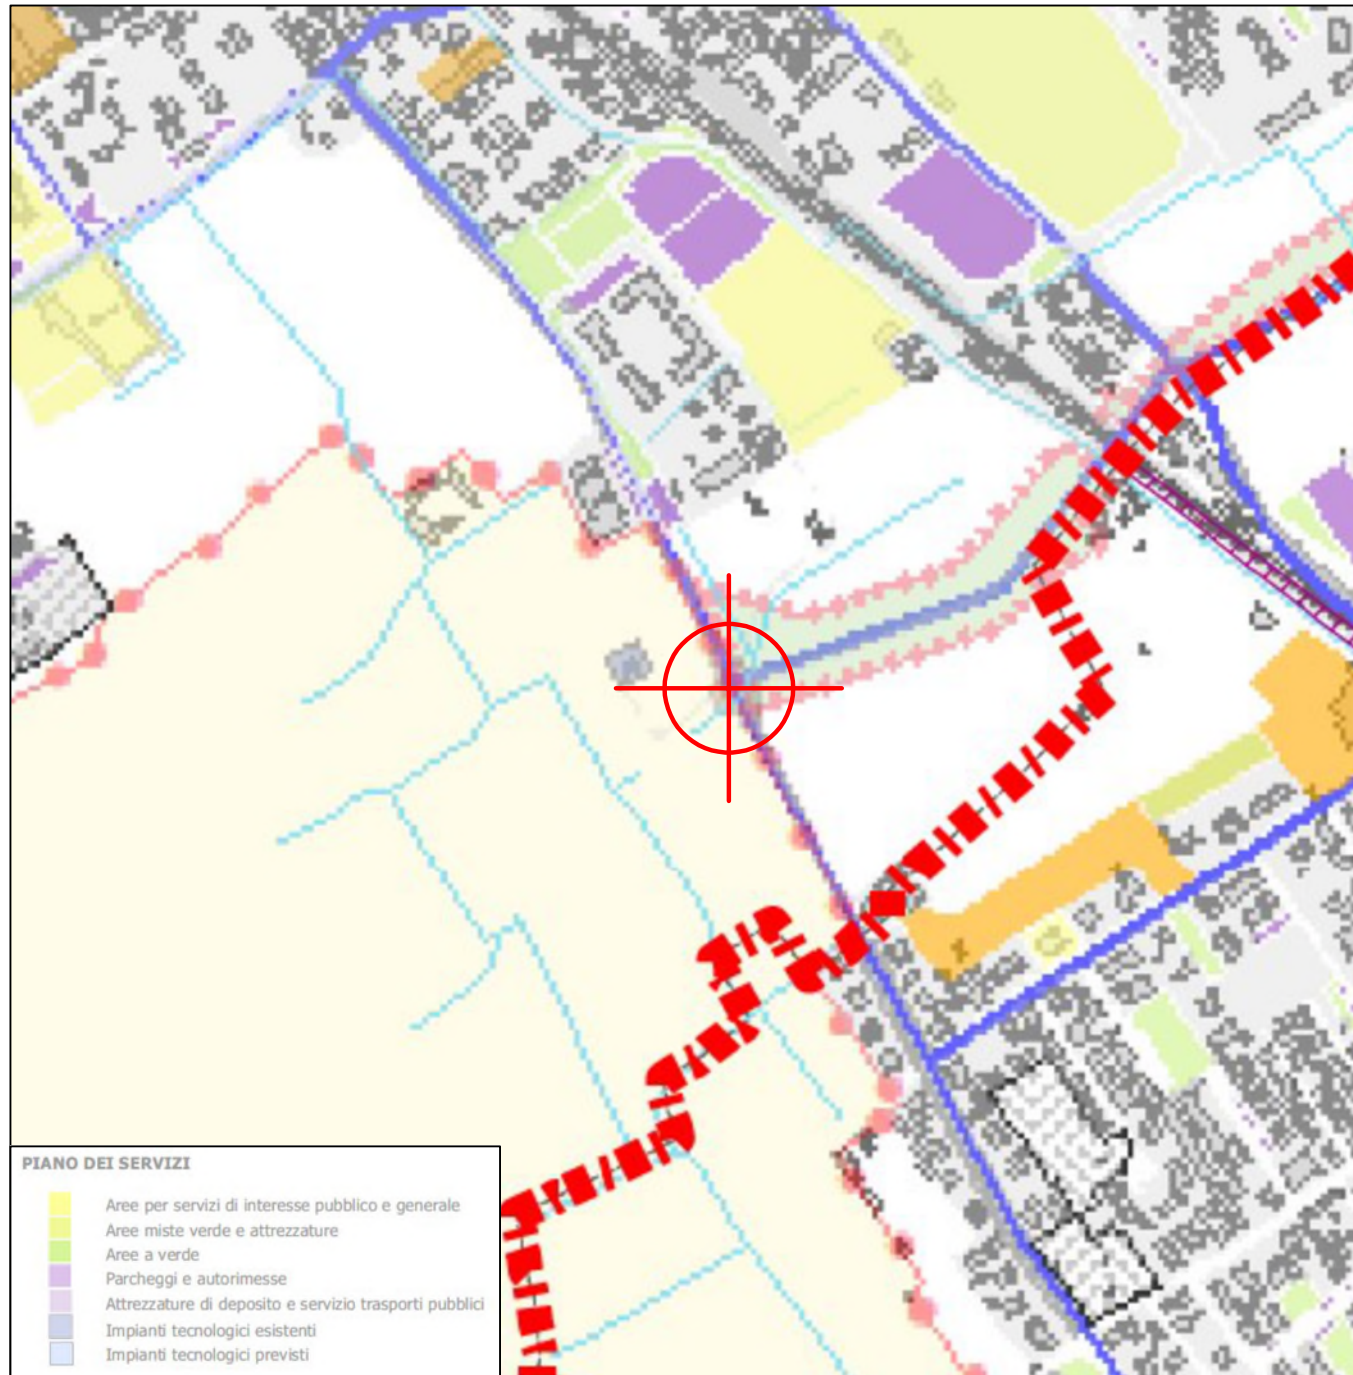 PIANO DEI SERVIZI
Aree per servizi di interesse pubblico e generale
Aree miste verde e attrezzature
Aree a verde
Parcheggi e autorimesse
Attrezzature di deposito e servizio trasporti pubblici
Impianti tecnologici esistenti
Impianti tecnologici previsti